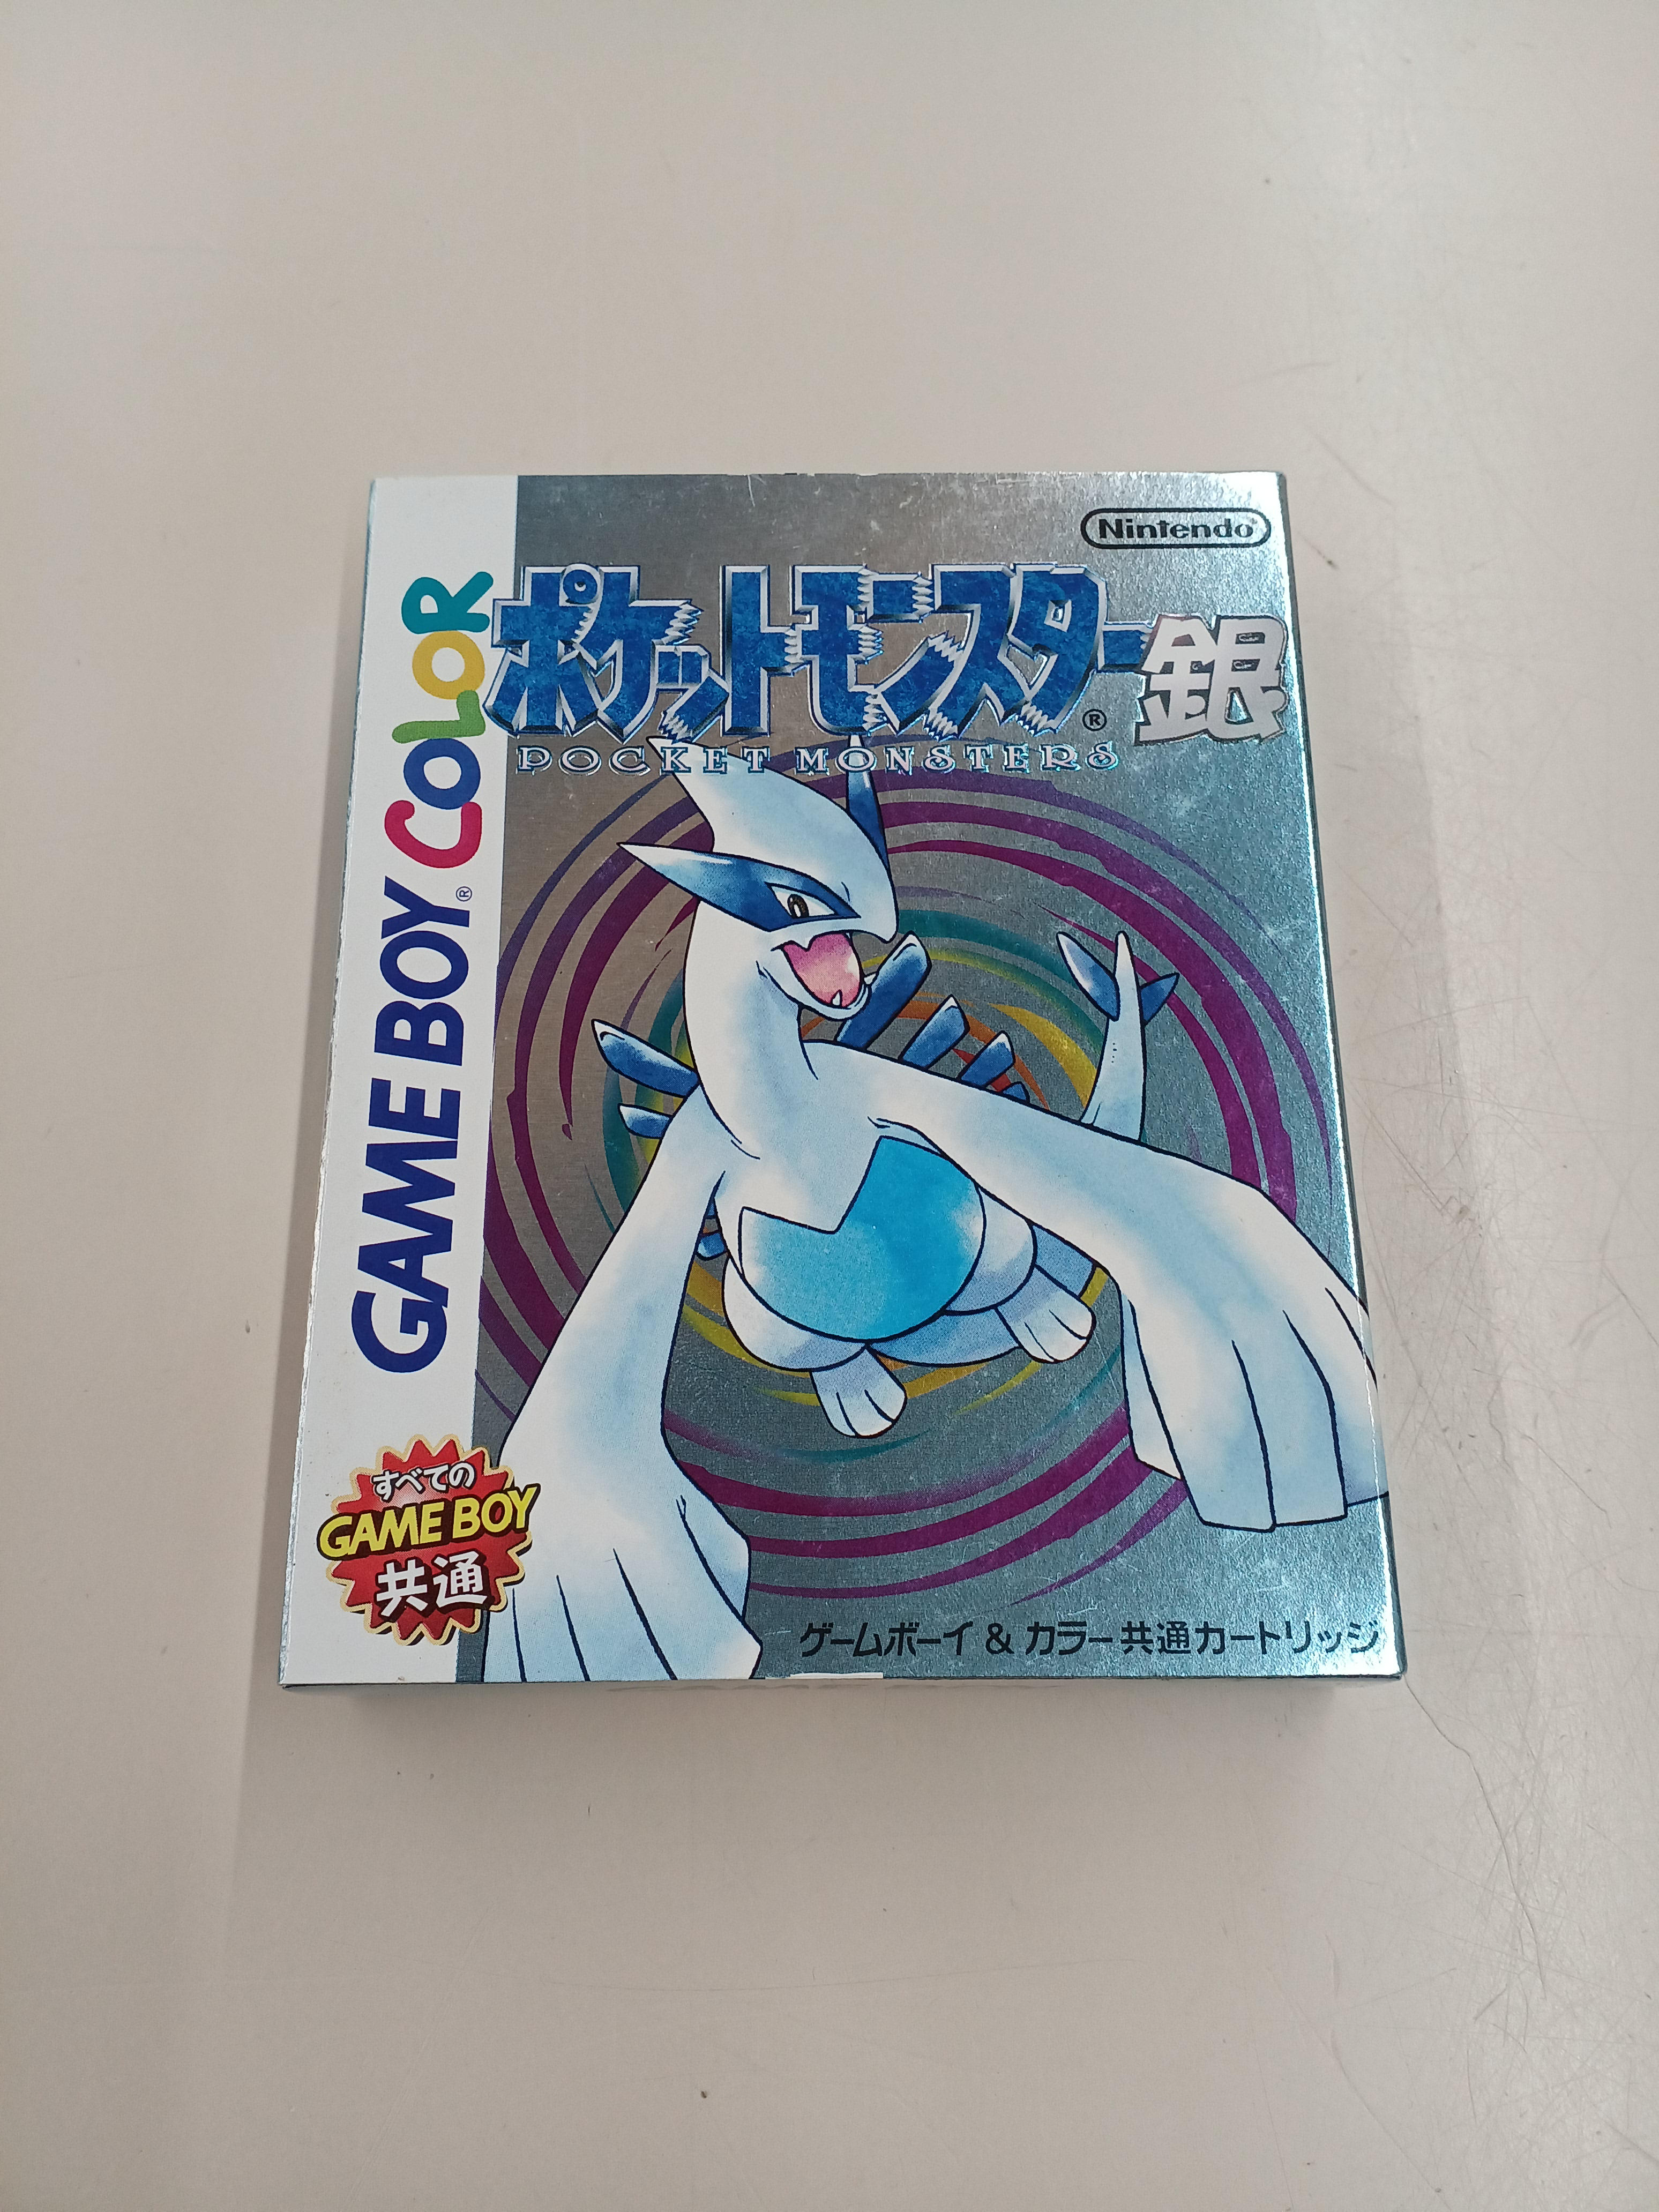 Nintendo
ポケットモンスター銀
®
POCKET MONSTERS
GAME BOY® COLOR
すべての
GAME BOY
共通
ゲームボーイ & カラー共通カートリッジ